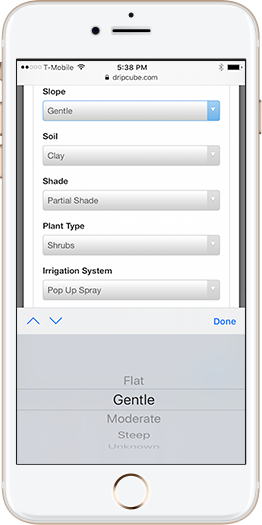 T-Mobile 5:38 PM
dripcube.com
Slope
Gentle
Soil
Clay
Shade
Partial Shade
Plant Type
Shrubs
Irrigation System
Pop Up Spray
Done
Flat
Gentle
Moderate
Steep
Unknown